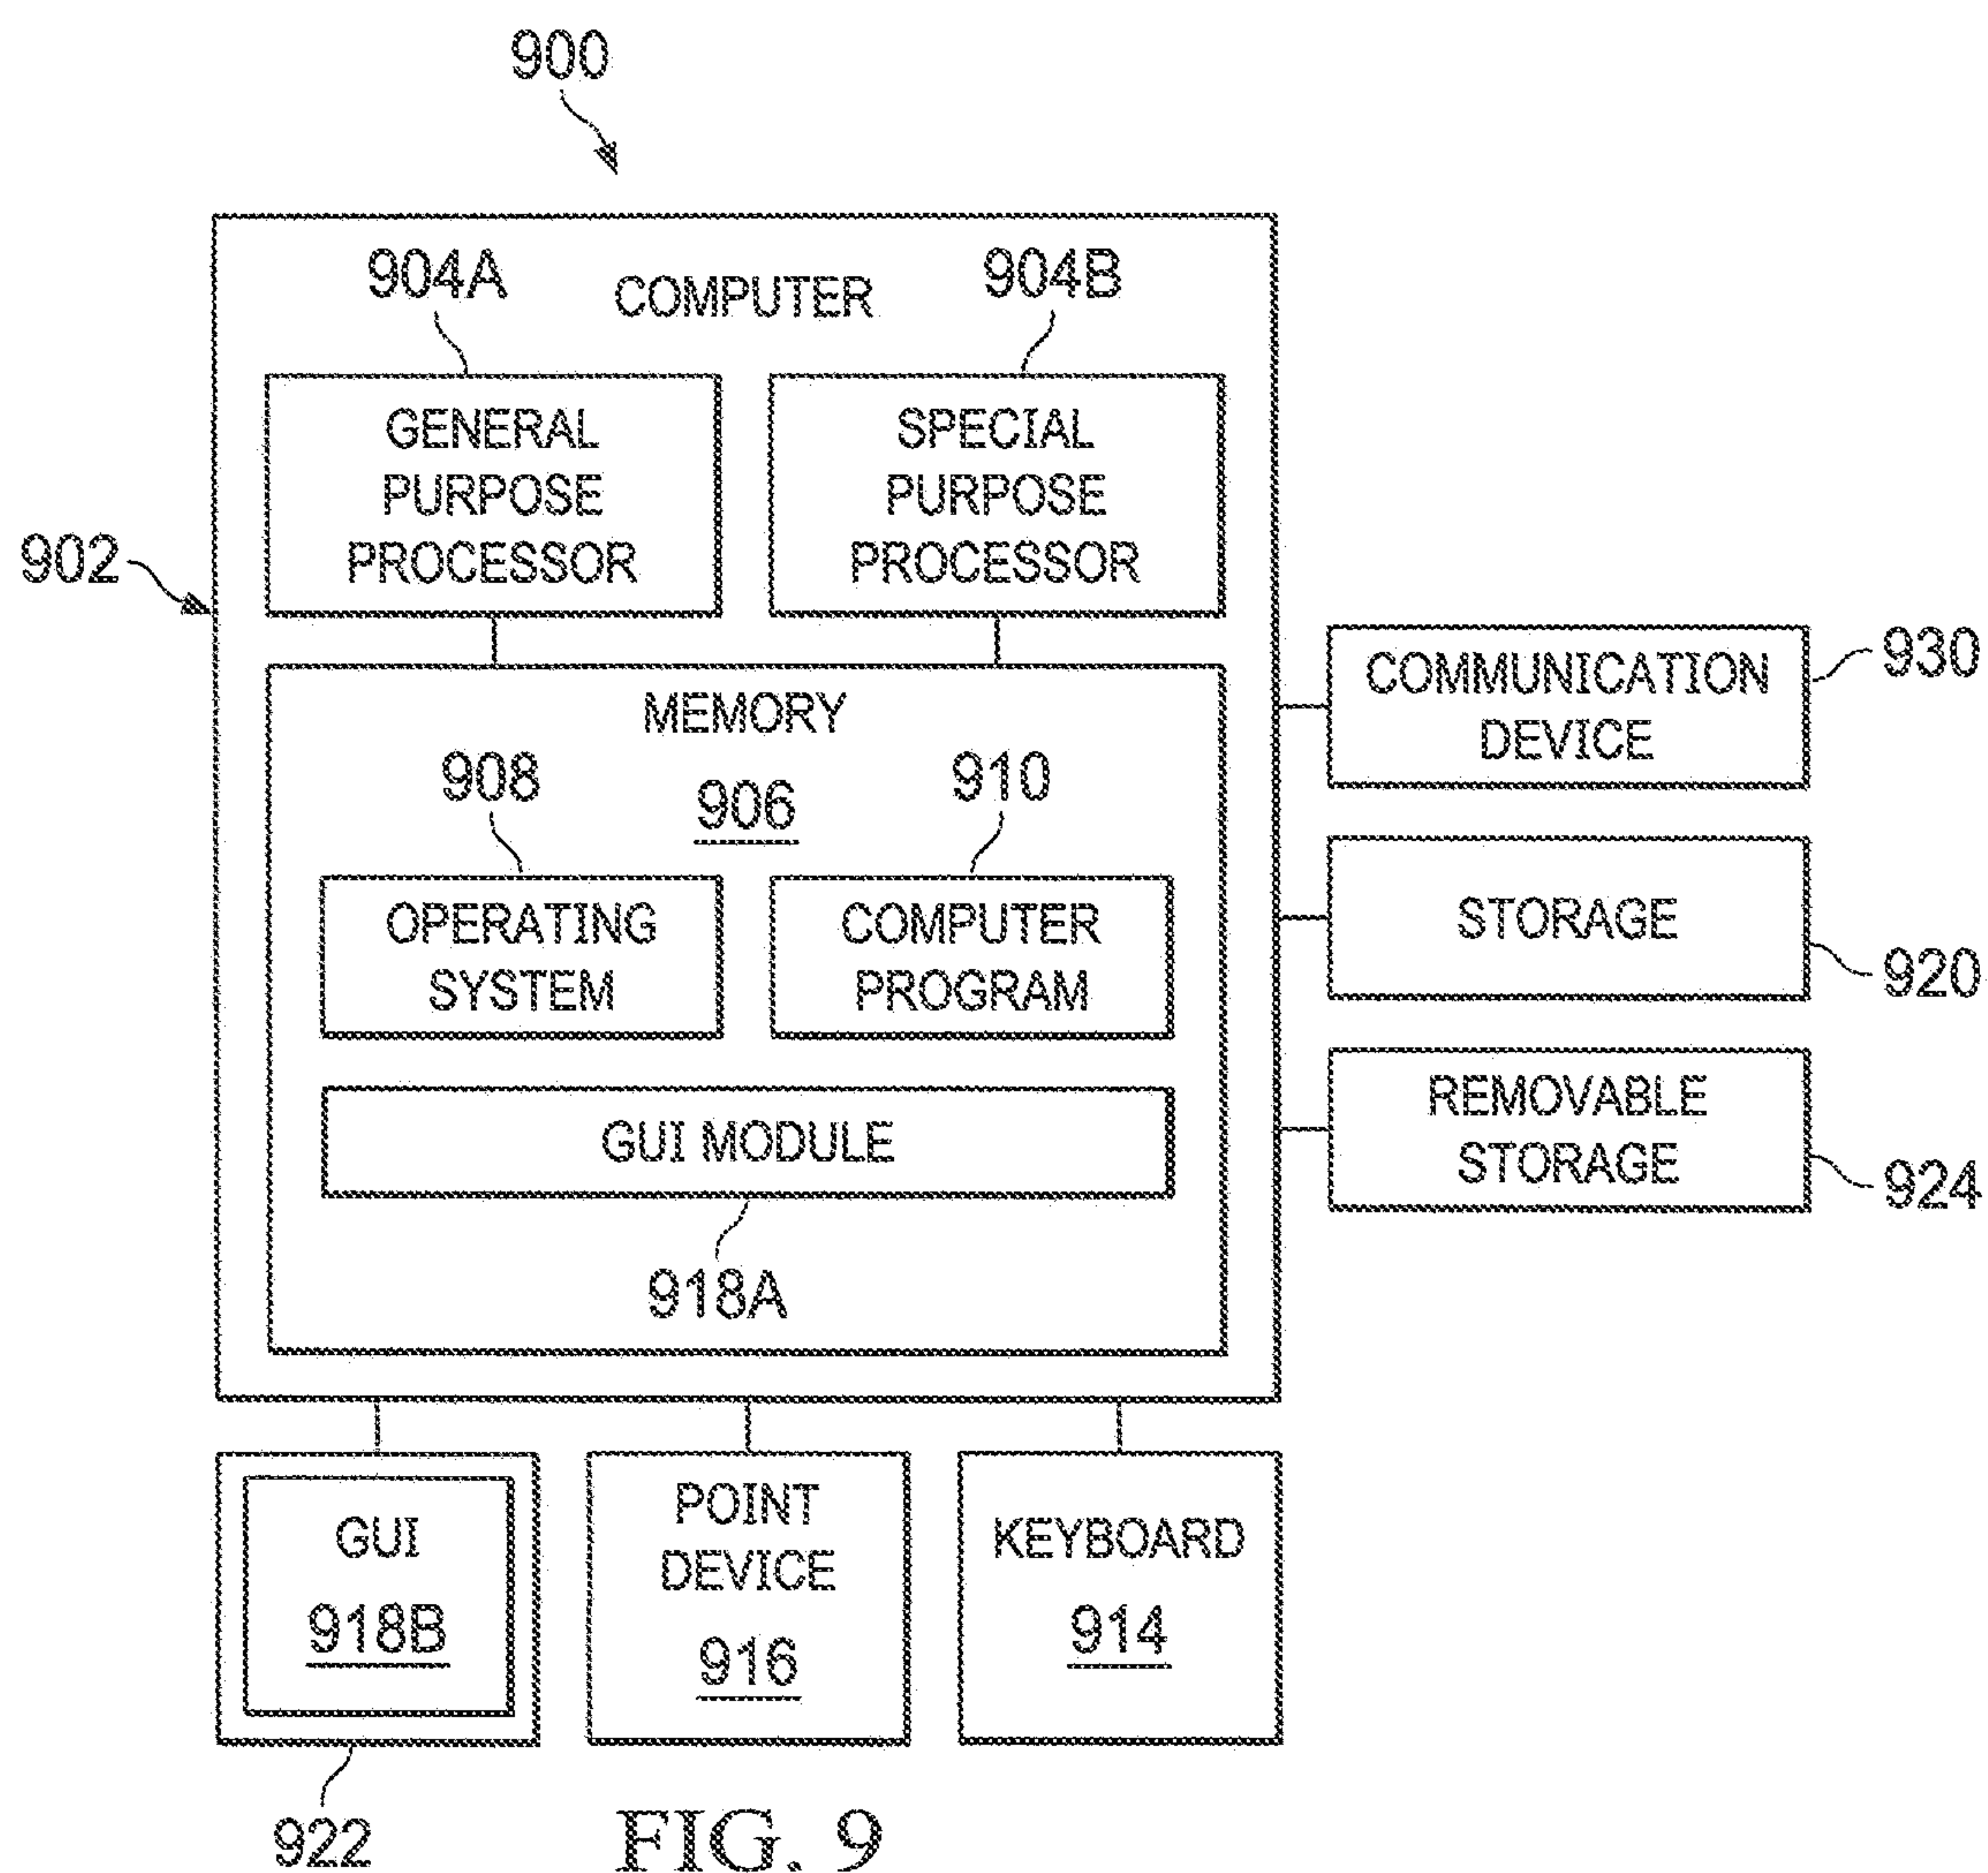 900
904A
COMPUTER
904B
GENERAL
PURPOSE
PROCESSOR
SPECIAL
PURPOSE
PROCESSOR
902
MEMORY
908
906
910
OPERATING
SYSTEM
COMPUTER
PROGRAM
GUI MODULE
918A
COMMUNICATION
DEVICE
930
STORAGE
920
REMOVABLE
STORAGE
924
GUI
918B
922
POINT
DEVICE
916
KEYBOARD
914
FIG. 9